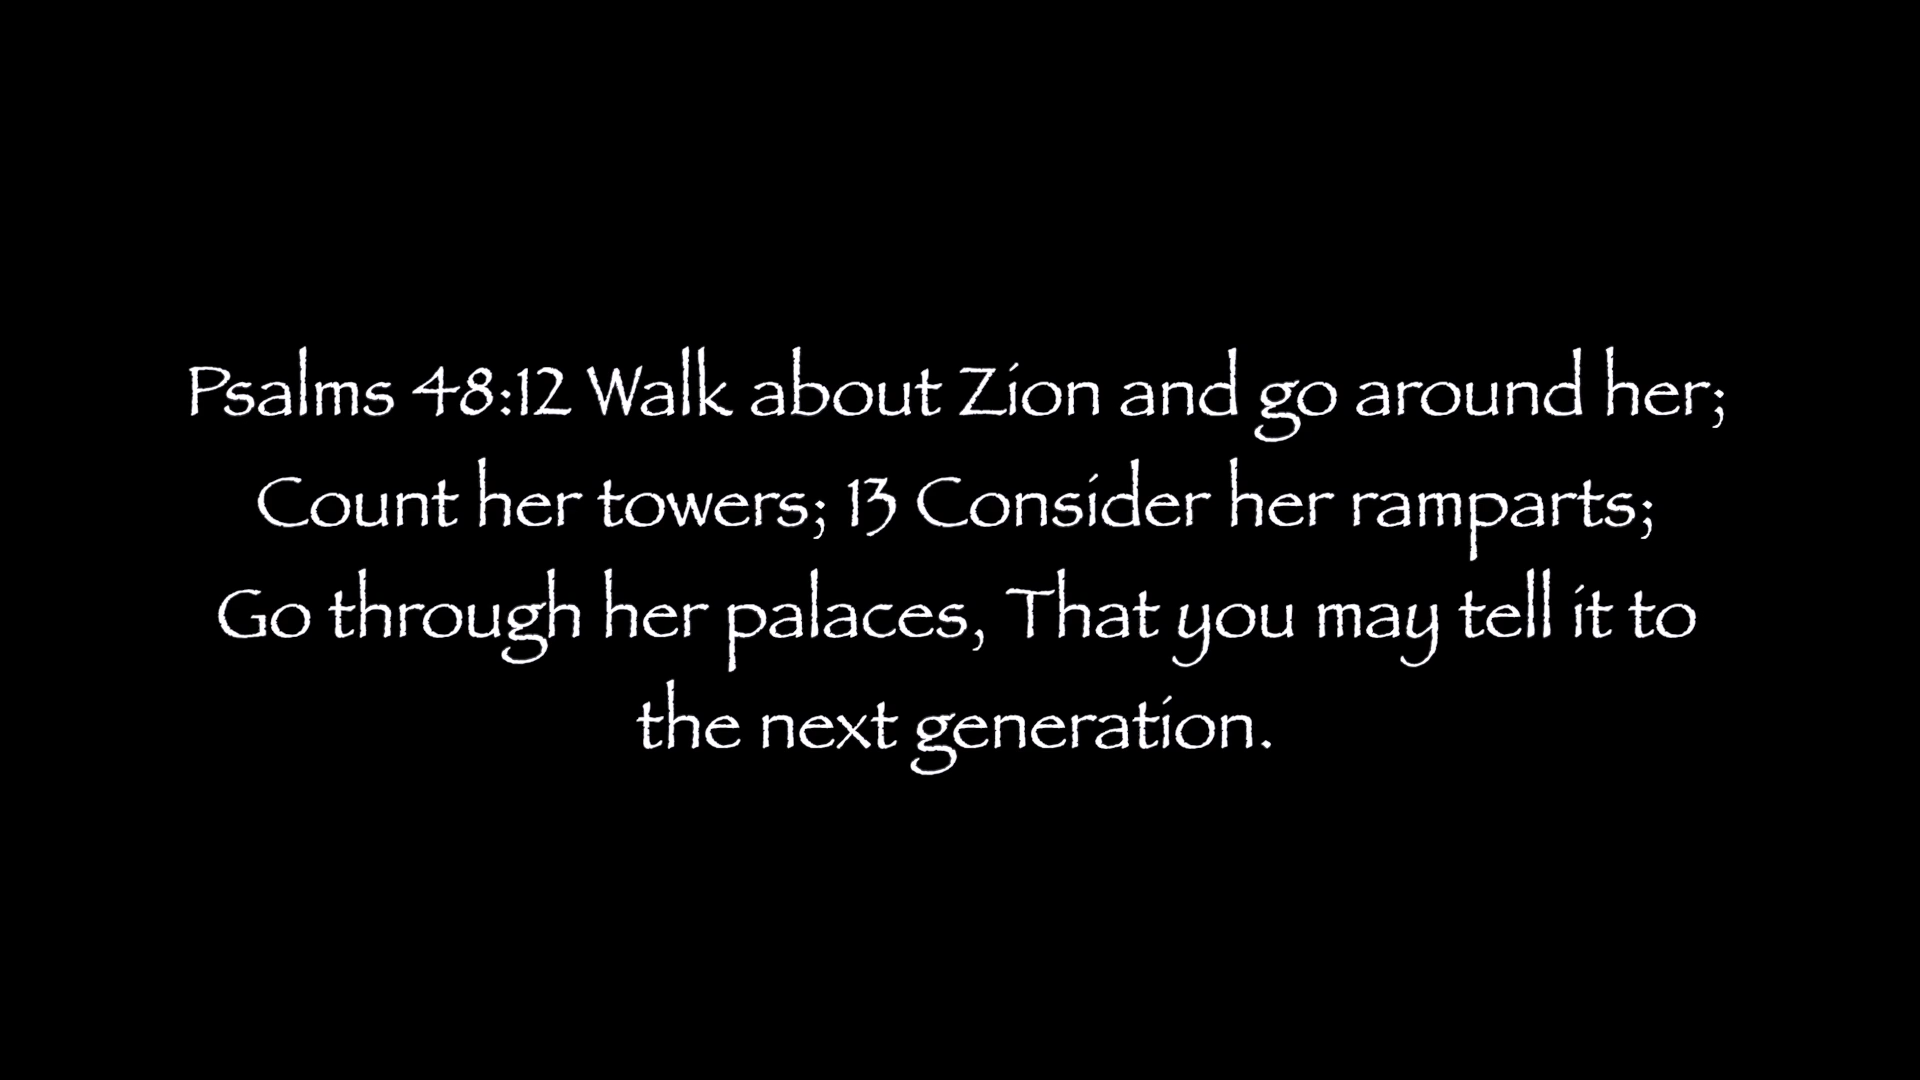 Psalms 48:12 Walk about Zion and go around her;
Count her towers; 13 Consider her ramparts;
Go through her palaces, That you may tell it to
the next generation.